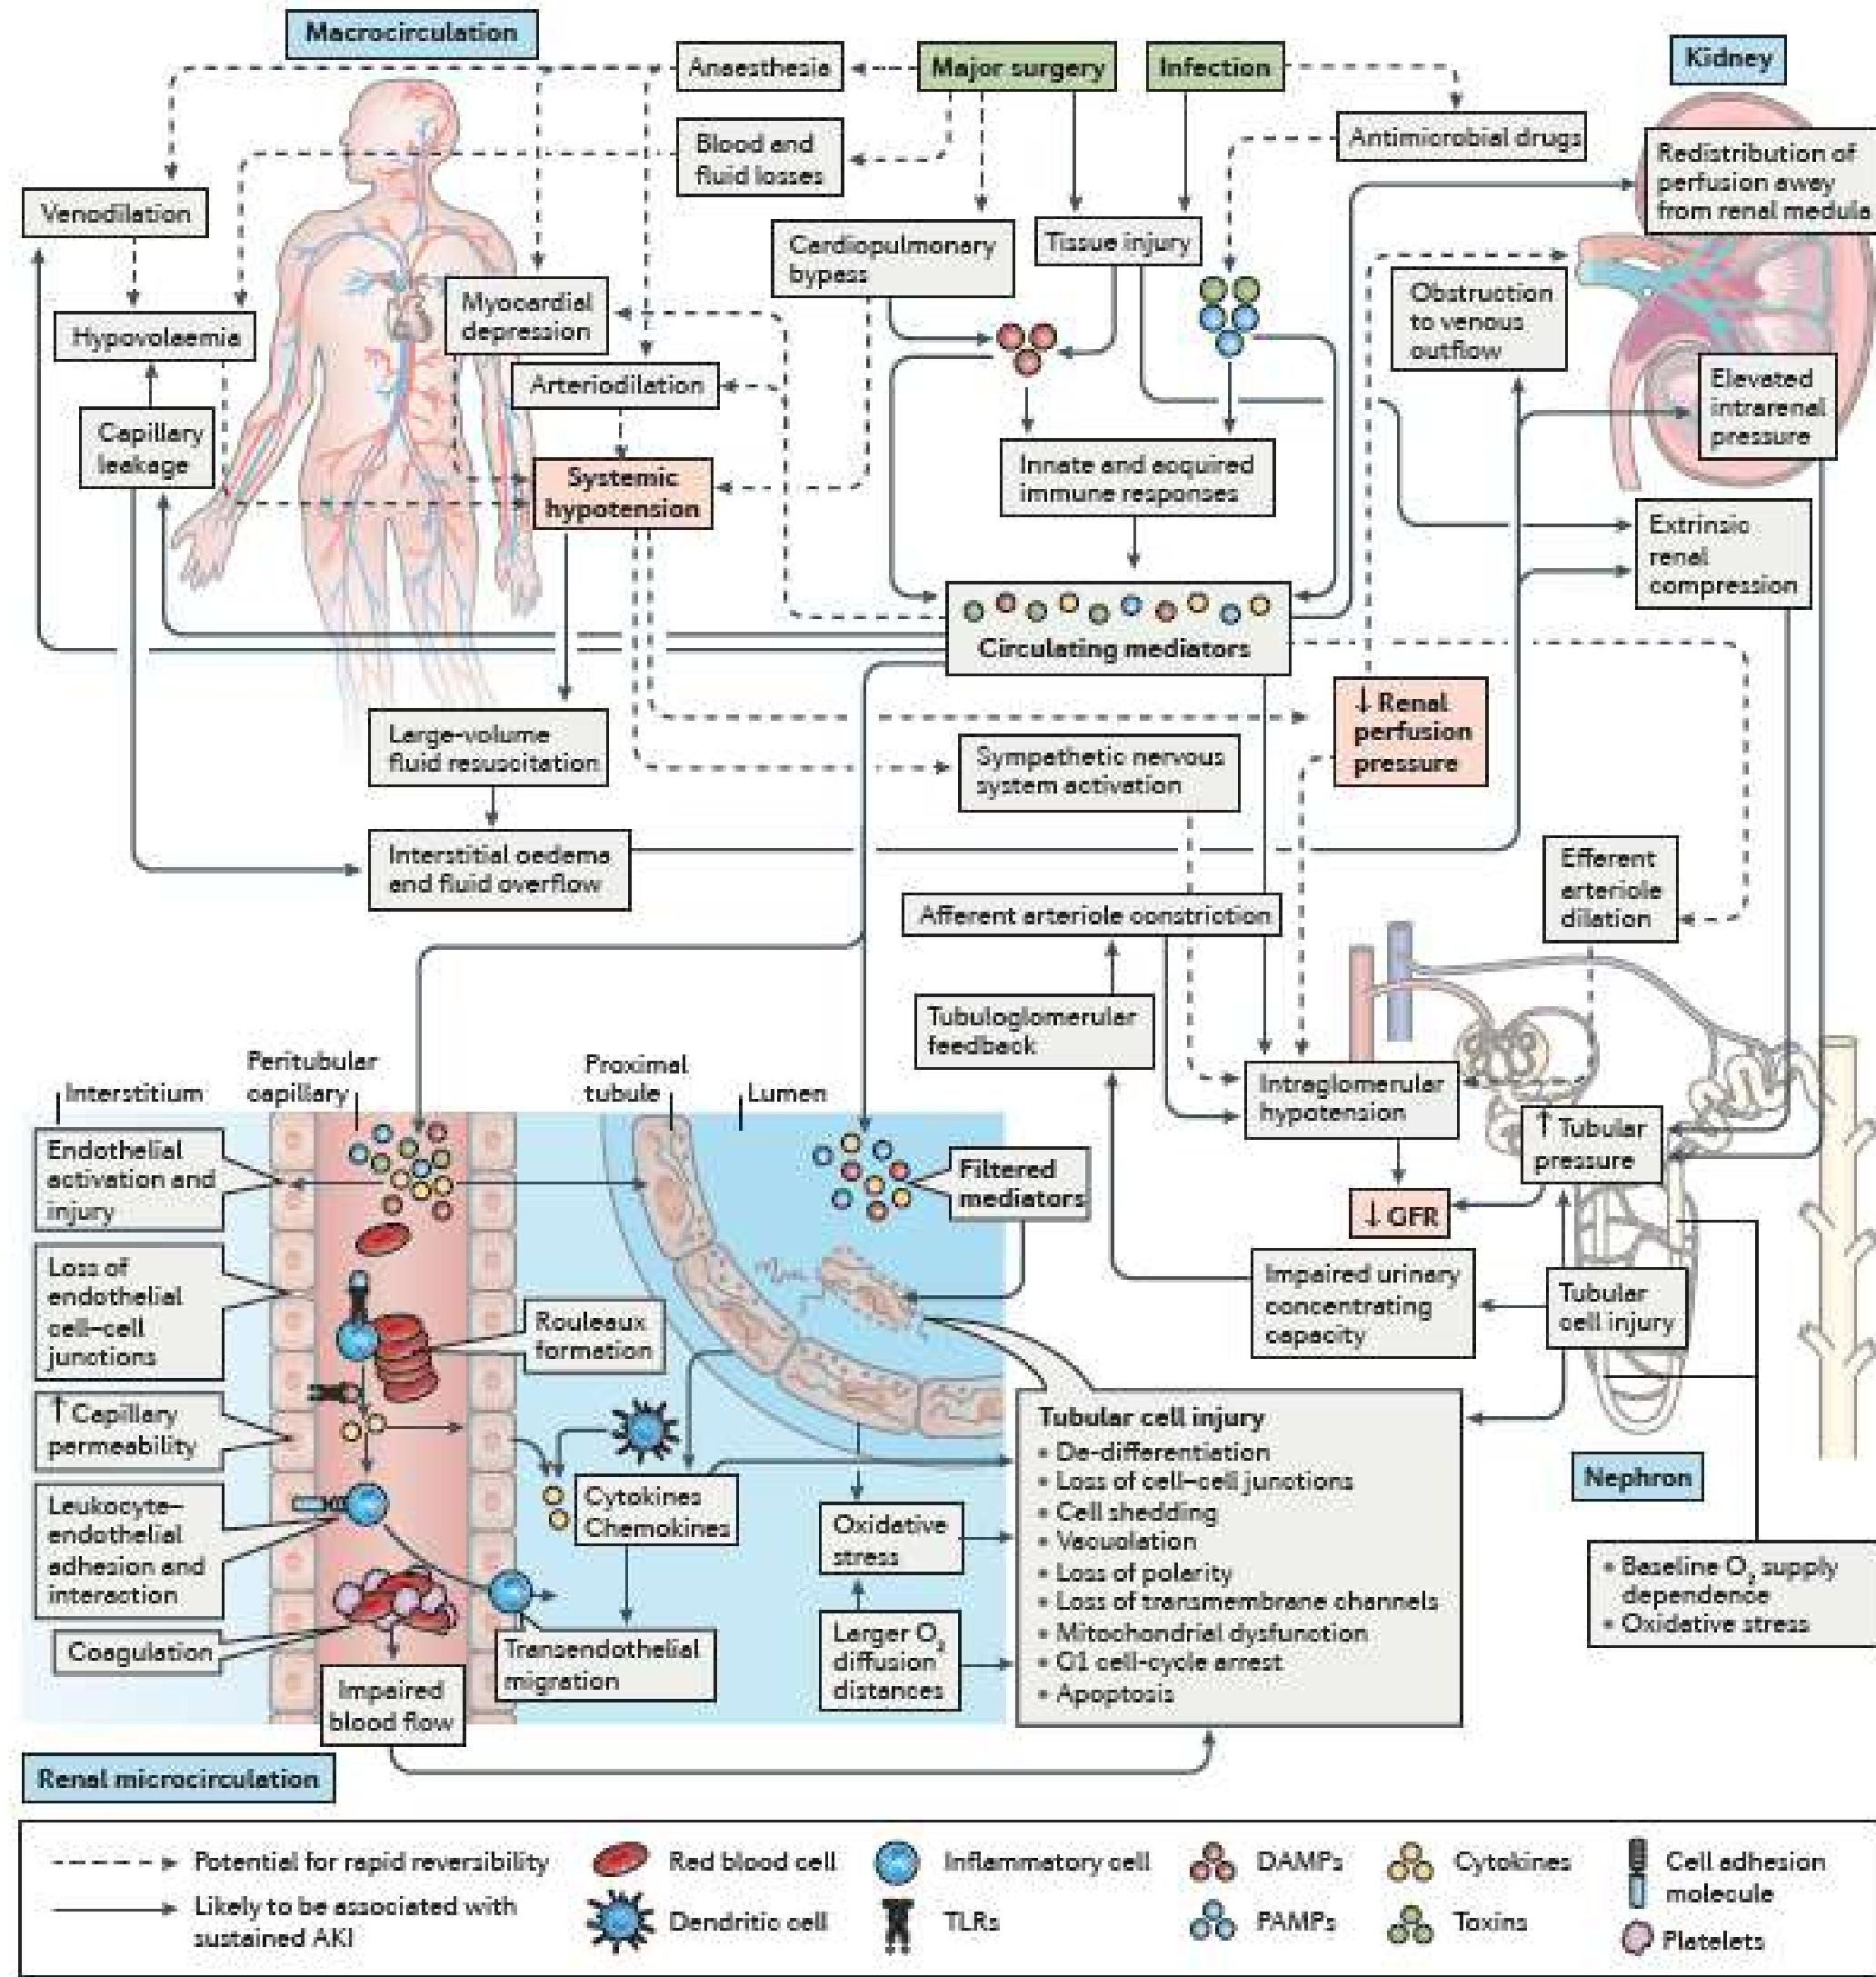 Macrocirculation
Anaesthesia
Major surgery
Infection
Kidney
Blood and
fluid losses
Antimicrobial drugs
Redistribution of
perfusion away
from renal medula
Venodilation
Cardiopulmonary
bypass
Tissue injury
Myocardial
depression
Obstruction
to venous
outflow
Hypovolaemia
Arteriodilation
Elevated
intrarenal
pressure
Capillary
leakage
Systemic
hypotension
Innate and acquired
immune responses
Extrinsic
renal
compression
Circulating mediators
Large-volume
fluid resuscitation
Sympathetic nervous
system activation
↓ Renal
perfusion
pressure
Interstitial oedema
and fluid overflow
Efferent
arteriole
dilation
Afferent arteriole constriction
Tubuloglomerular
feedback
Interstitium
Peritubular
capillary
Proximal
tubule
Lumen
Intraglomerular
hypotension
↑ Tubular
pressure
Endothelial
activation and
injury
Filtered
mediators
↓ GFR
Loss of
endothelial
cell–cell
junctions
Rouleaux
formation
Impaired urinary
concentrating
capacity
Tubular
cell injury
↑ Capillary
permeability
Tubular cell injury
• De-differentiation
• Loss of cell–cell junctions
• Cell shedding
• Vacuolation
• Loss of polarity
• Loss of transmembrane channels
• Mitochondrial dysfunction
• G1 cell-cycle arrest
• Apoptosis
Nephron
Leukocyte–
endothelial
adhesion and
interaction
Cytokines
Chemokines
Oxidative
stress
• Baseline O2 supply
dependence
• Oxidative stress
Coagulation
Transendothelial
migration
Larger O2
diffusion
distances
Impaired
blood flow
Renal microcirculation
Potential for rapid reversibility
Likely to be associated with
sustained AKI
Red blood cell
Dendritic cell
Inflammatory cell
TLRs
DAMPs
PAMPs
Cytokines
Toxins
Cell adhesion
molecule
Platelets